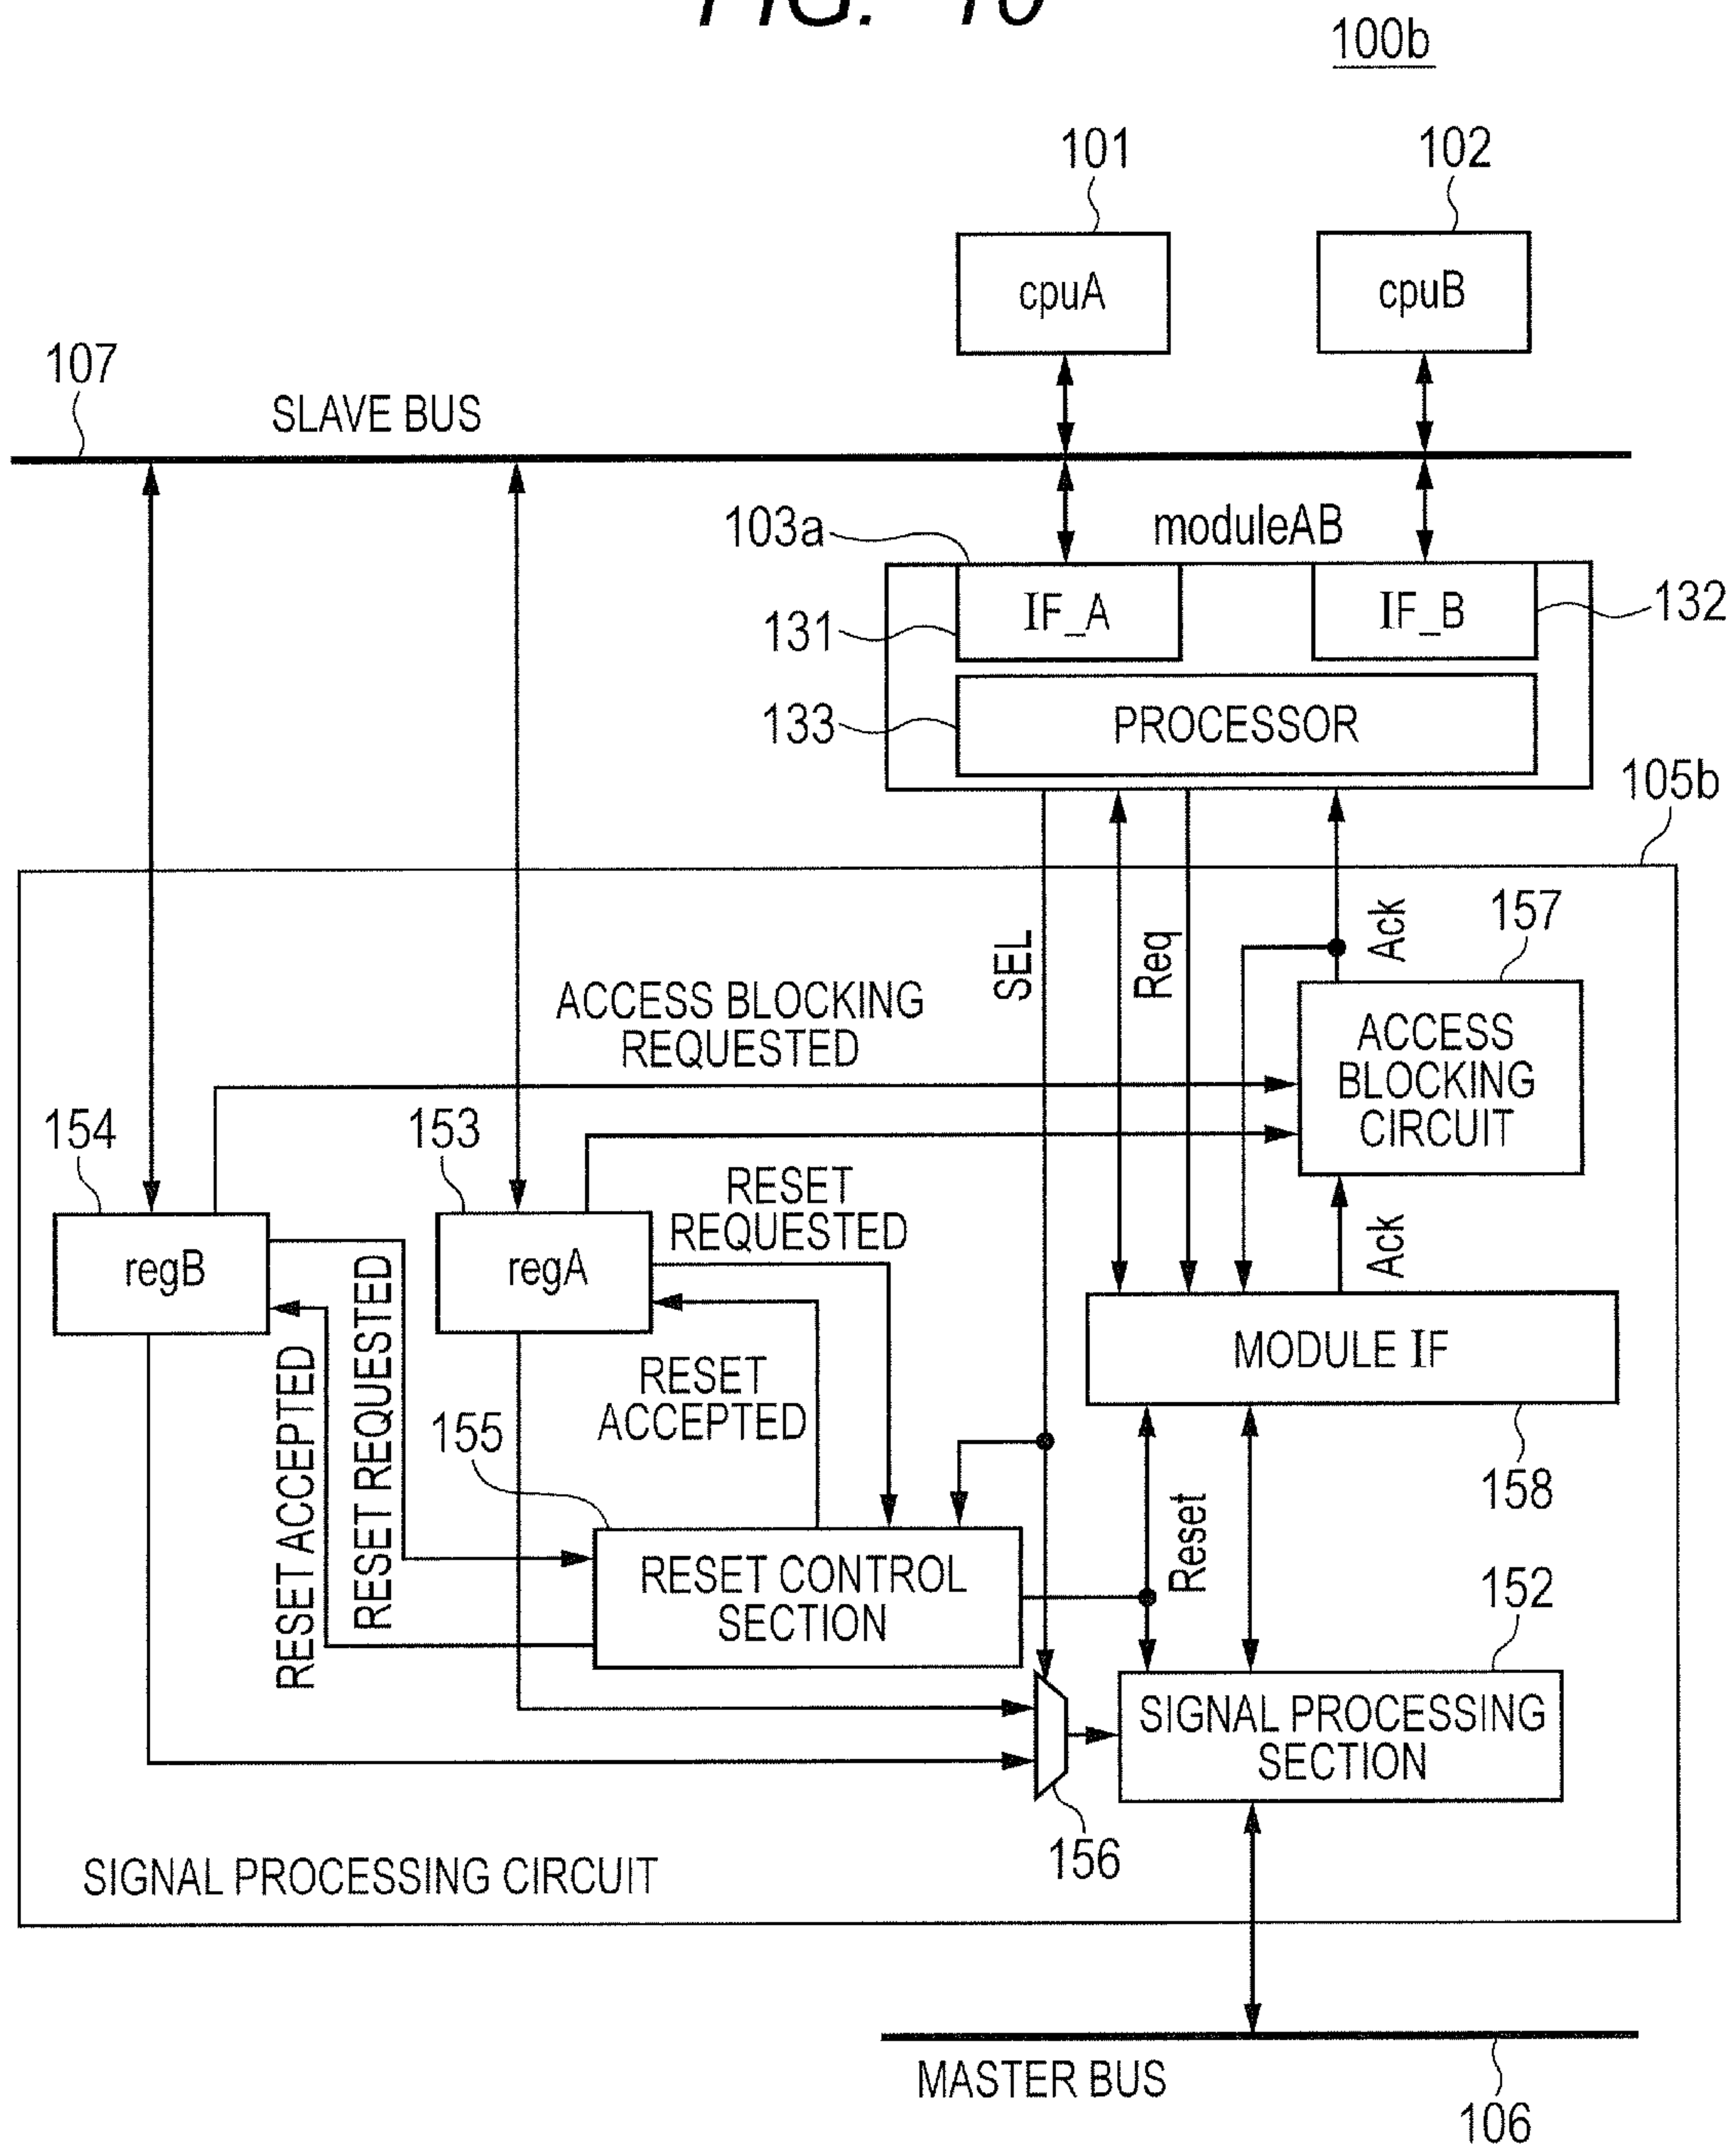 FIG. 10
100b
101
102
cpuA
cpuB
107
SLAVE BUS
103a
moduleAB
IF_A
IF_B
131
132
133
PROCESSOR
105b
SEL
Req
Ack
157
ACCESS BLOCKING
REQUESTED
ACCESS
BLOCKING
CIRCUIT
154
153
RESET
REQUESTED
regB
regA
Ack
RESET ACCEPTED
RESET REQUESTED
MODULE IF
RESET
ACCEPTED
155
158
Reset
RESET CONTROL
SECTION
152
SIGNAL PROCESSING
SECTION
156
SIGNAL PROCESSING CIRCUIT
MASTER BUS
106